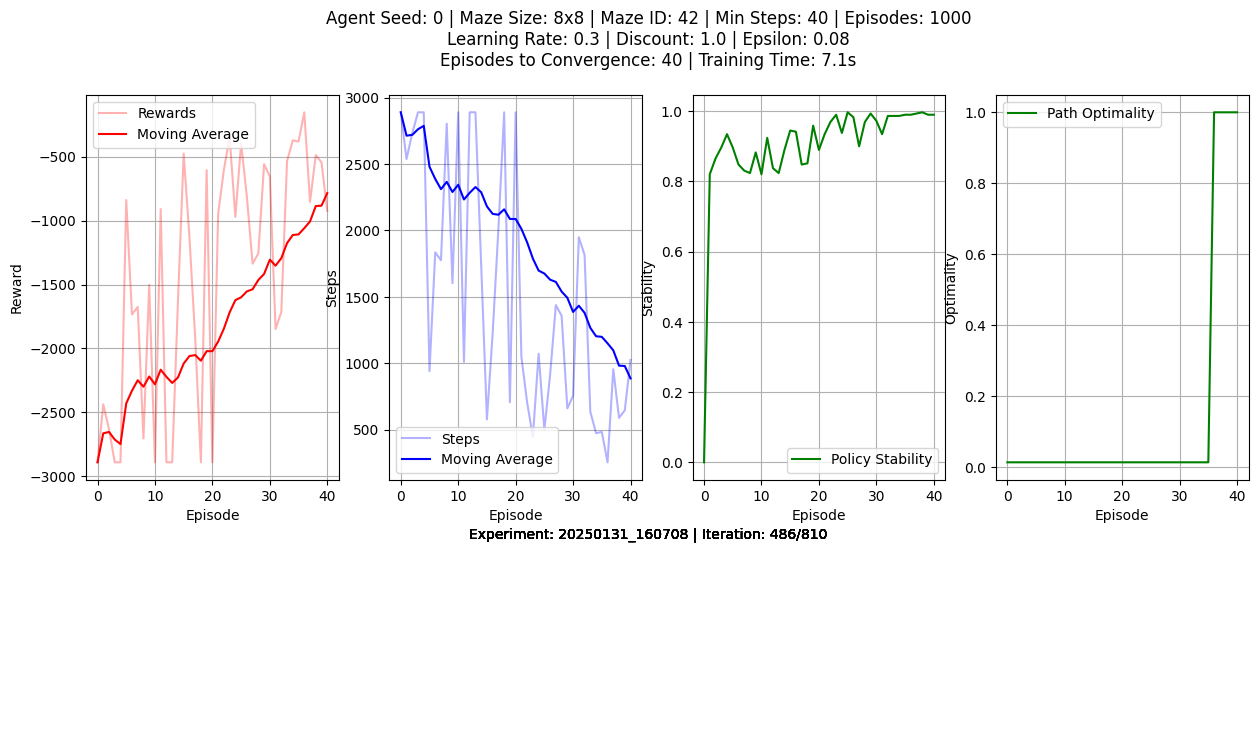 Agent Seed: 0 | Maze Size: 8x8 | Maze ID: 42 | Min Steps: 40 | Episodes: 1000
Learning Rate: 0.3 | Discount: 1.0 | Epsilon: 0.08
Episodes to Convergence: 40 | Training Time: 7.1s
Rewards
Moving Average
−500
−1000
−1500
−2000
−2500
−3000
Reward
0
10
20
30
40
Episode
3000
2500
2000
1500
1000
500
Steps
Steps
Moving Average
0
10
20
30
40
Episode
1.0
0.8
0.6
0.4
0.2
0.0
Stability
Policy Stability
0
10
20
30
40
Episode
Path Optimality
1.0
0.8
0.6
0.4
0.2
0.0
Optimality
0
10
20
30
40
Episode
Experiment: 20250131_160708 | Iteration: 486/810